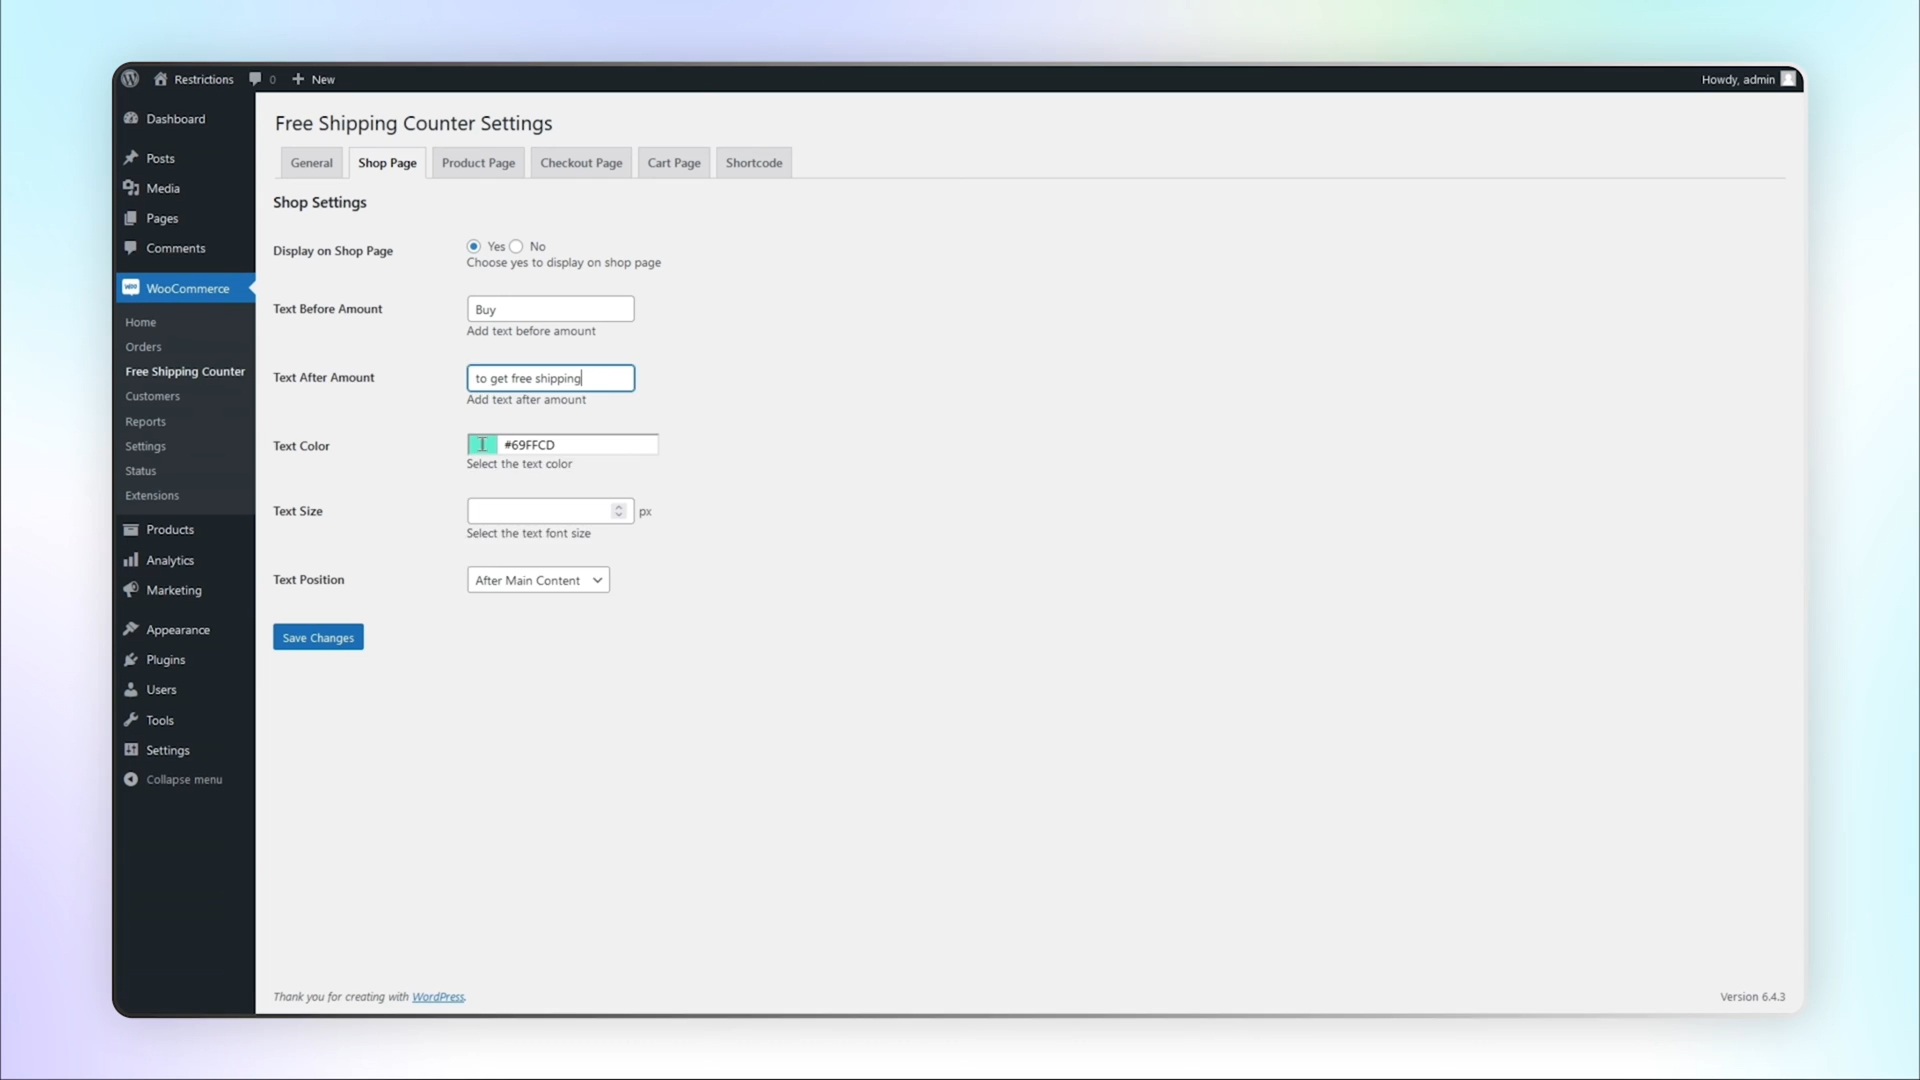 Restrictions 0 New Howdy, admin
Dashboard
Posts
Media
Pages
Comments
WooCommerce
Home
Orders
Free Shipping Counter
Customers
Reports
Settings
Status
Extensions
Products
Analytics
Marketing
Appearance
Plugins
Users
Tools
Settings
Collapse menu
Free Shipping Counter Settings
General Shop Page Product Page Checkout Page Cart Page Shortcode
Shop Settings
Display on Shop Page Yes No
Choose yes to display on shop page
Text Before Amount Buy
Add text before amount
Text After Amount to get free shipping
Add text after amount
Text Color #69FFCD
Select the text color
Text Size px
Select the text font size
Text Position After Main Content
Save Changes
Thank you for creating with WordPress. Version 6.4.3